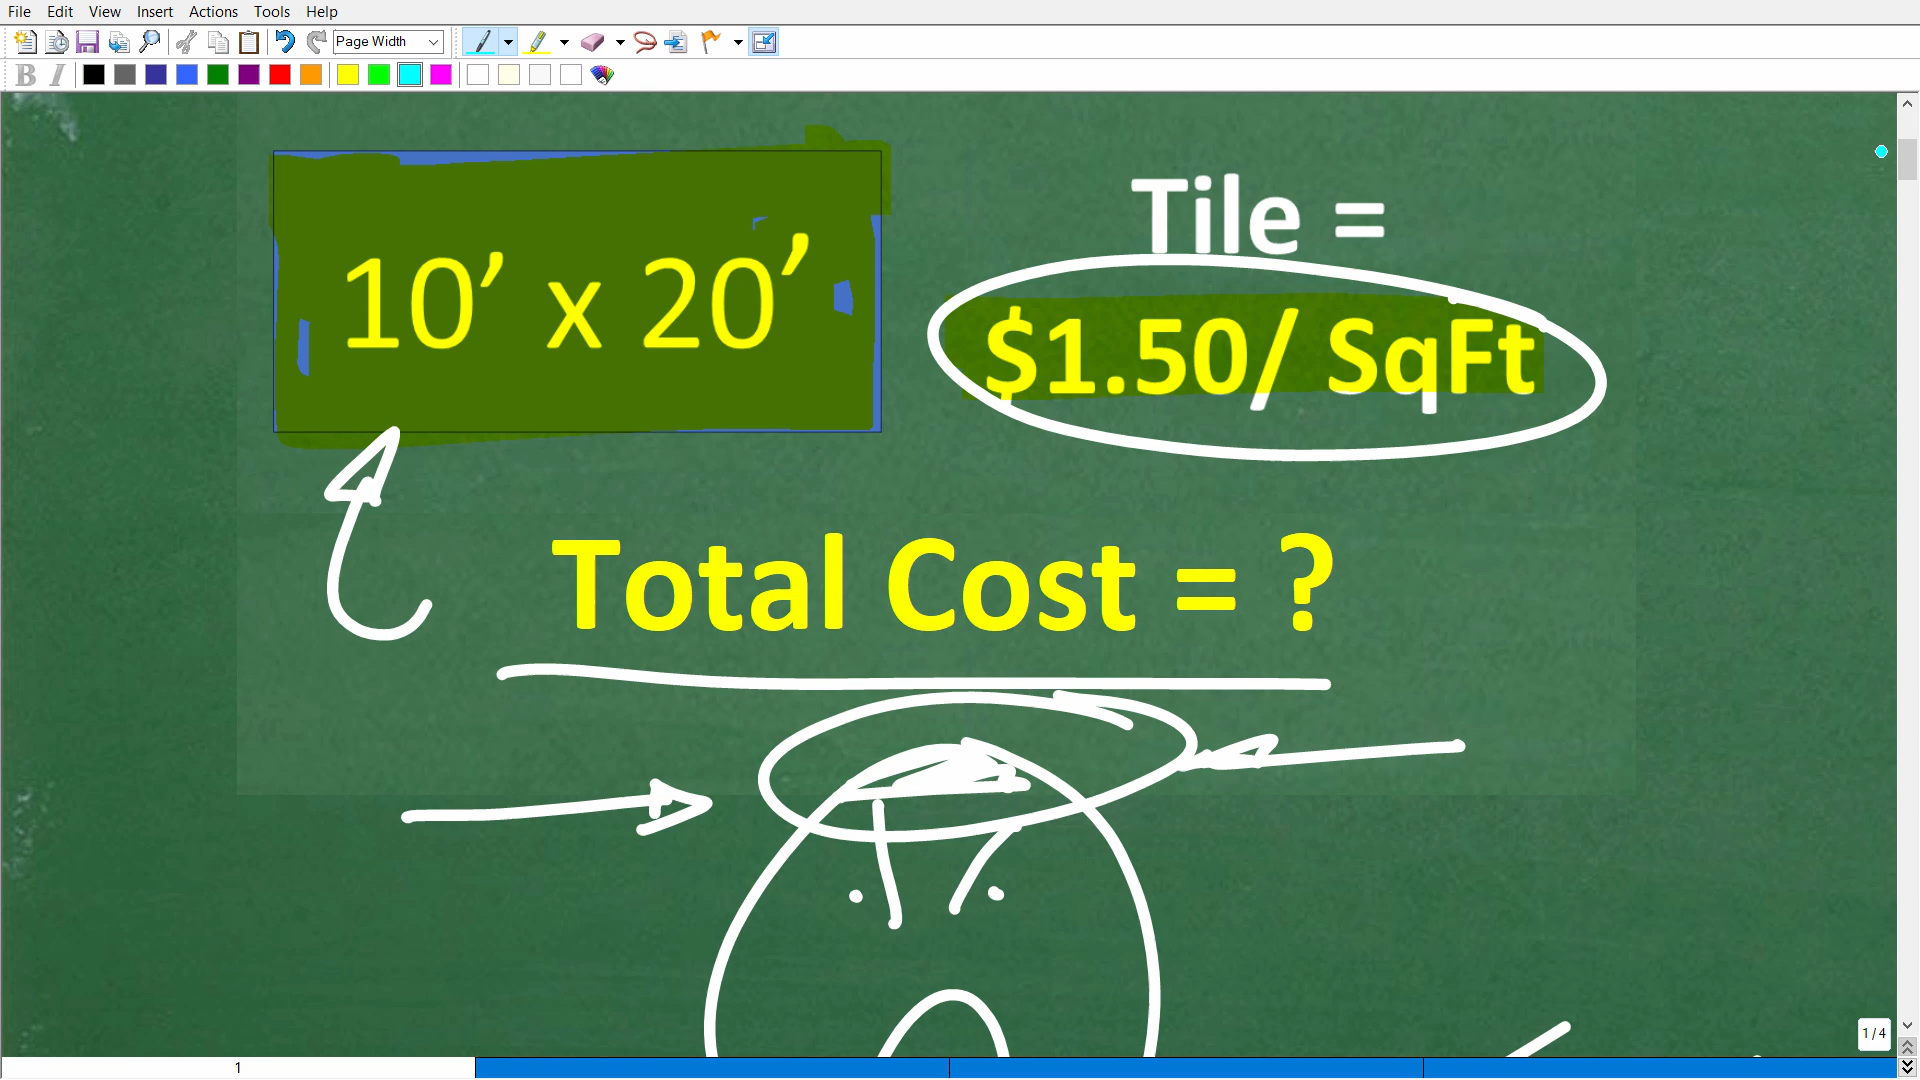 File Edit View Insert Actions Tools Help
Page Width
B I
10’ x 20’
Tile =
$1.50/ SqFt
Total Cost = ?
1 / 4
1